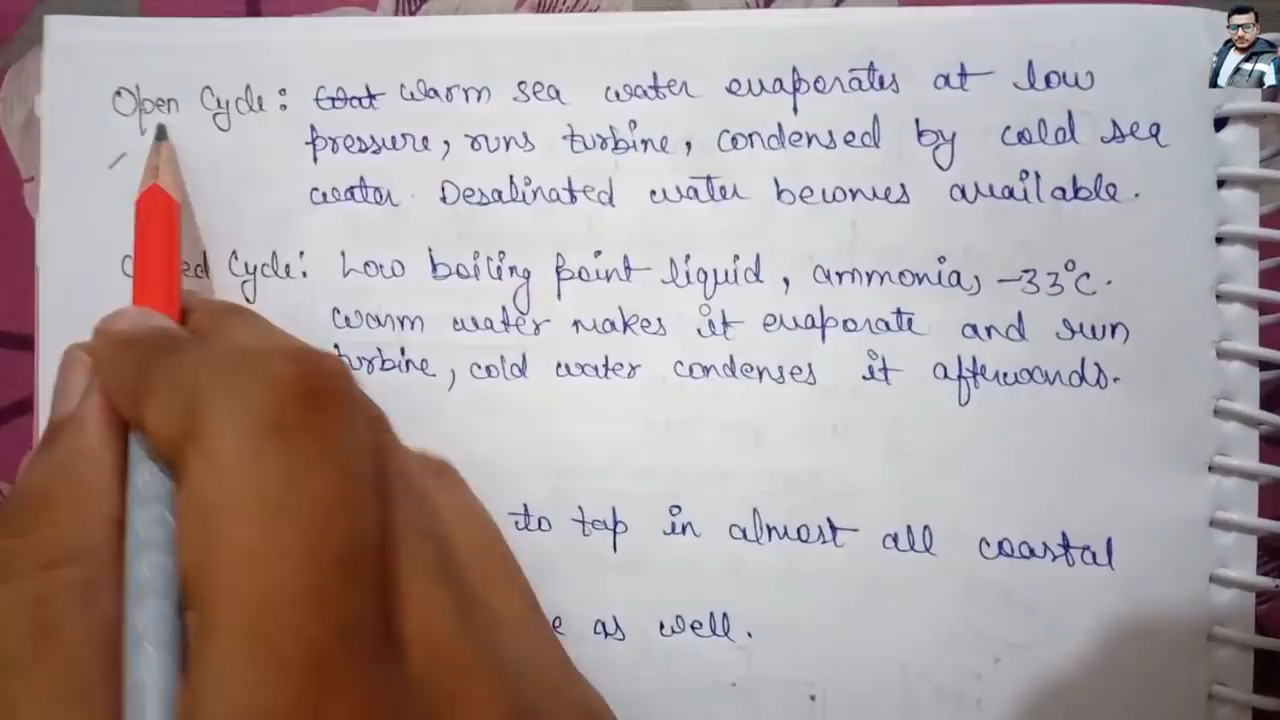 Open Cycle: Warm sea water evaporates at low
pressure, runs turbine, condensed by cold sea
water. Desalinated water becomes available.
Cycle: Low boiling point liquid, ammonia, -33°C.
warm water makes it evaporate and run
turbine, cold water condenses it afterwards.
to tap in almost all coastal
as well.